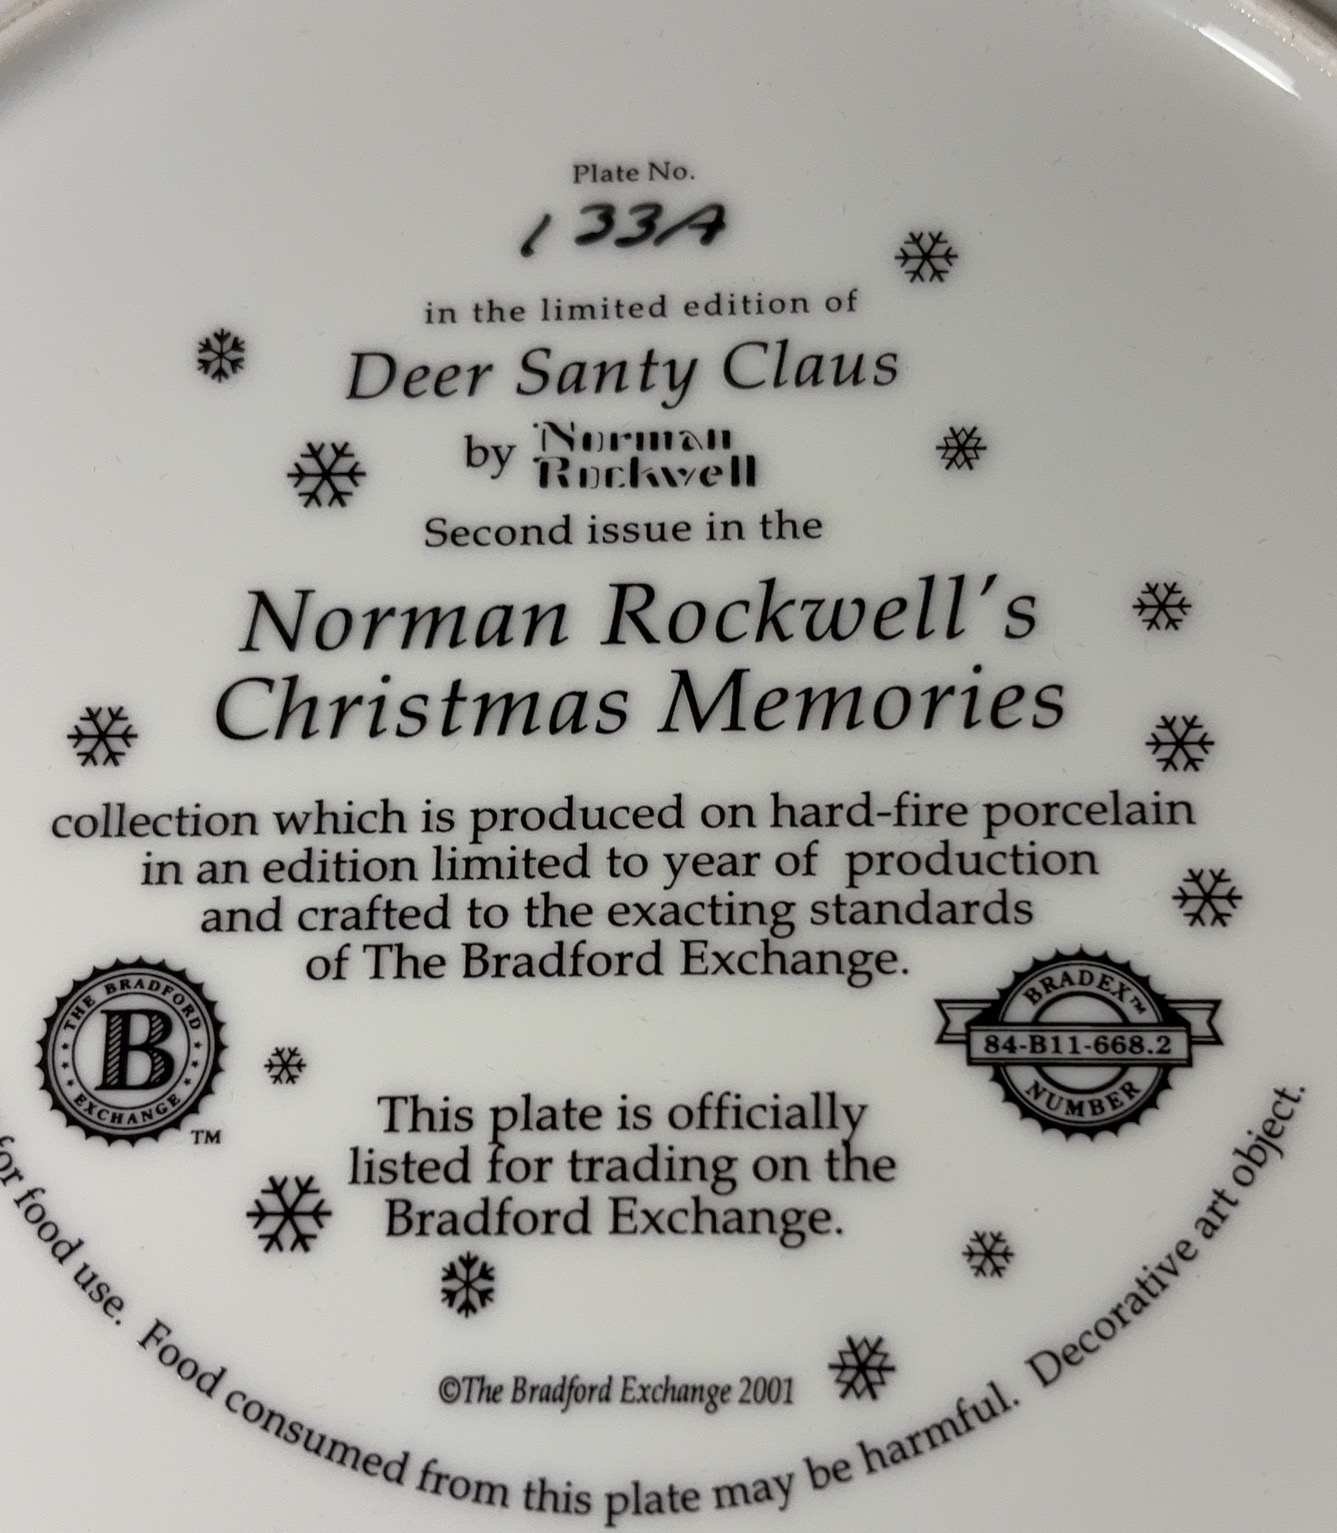 Plate No.
133A
in the limited edition of
Deer Santy Claus
by Norman
Rockwell
Second issue in the
Norman Rockwell's
Christmas Memories
collection which is produced on hard-fire porcelain
in an edition limited to year of production
and crafted to the exacting standards
of The Bradford Exchange.
THE BRADFORD
B
EXCHANGE
TM
BRADEX™
84-B11-668.2
NUMBER
This plate is officially
listed for trading on the
Bradford Exchange.
©The Bradford Exchange 2001
for food use. Food consumed from this plate may be harmful. Decorative art object.